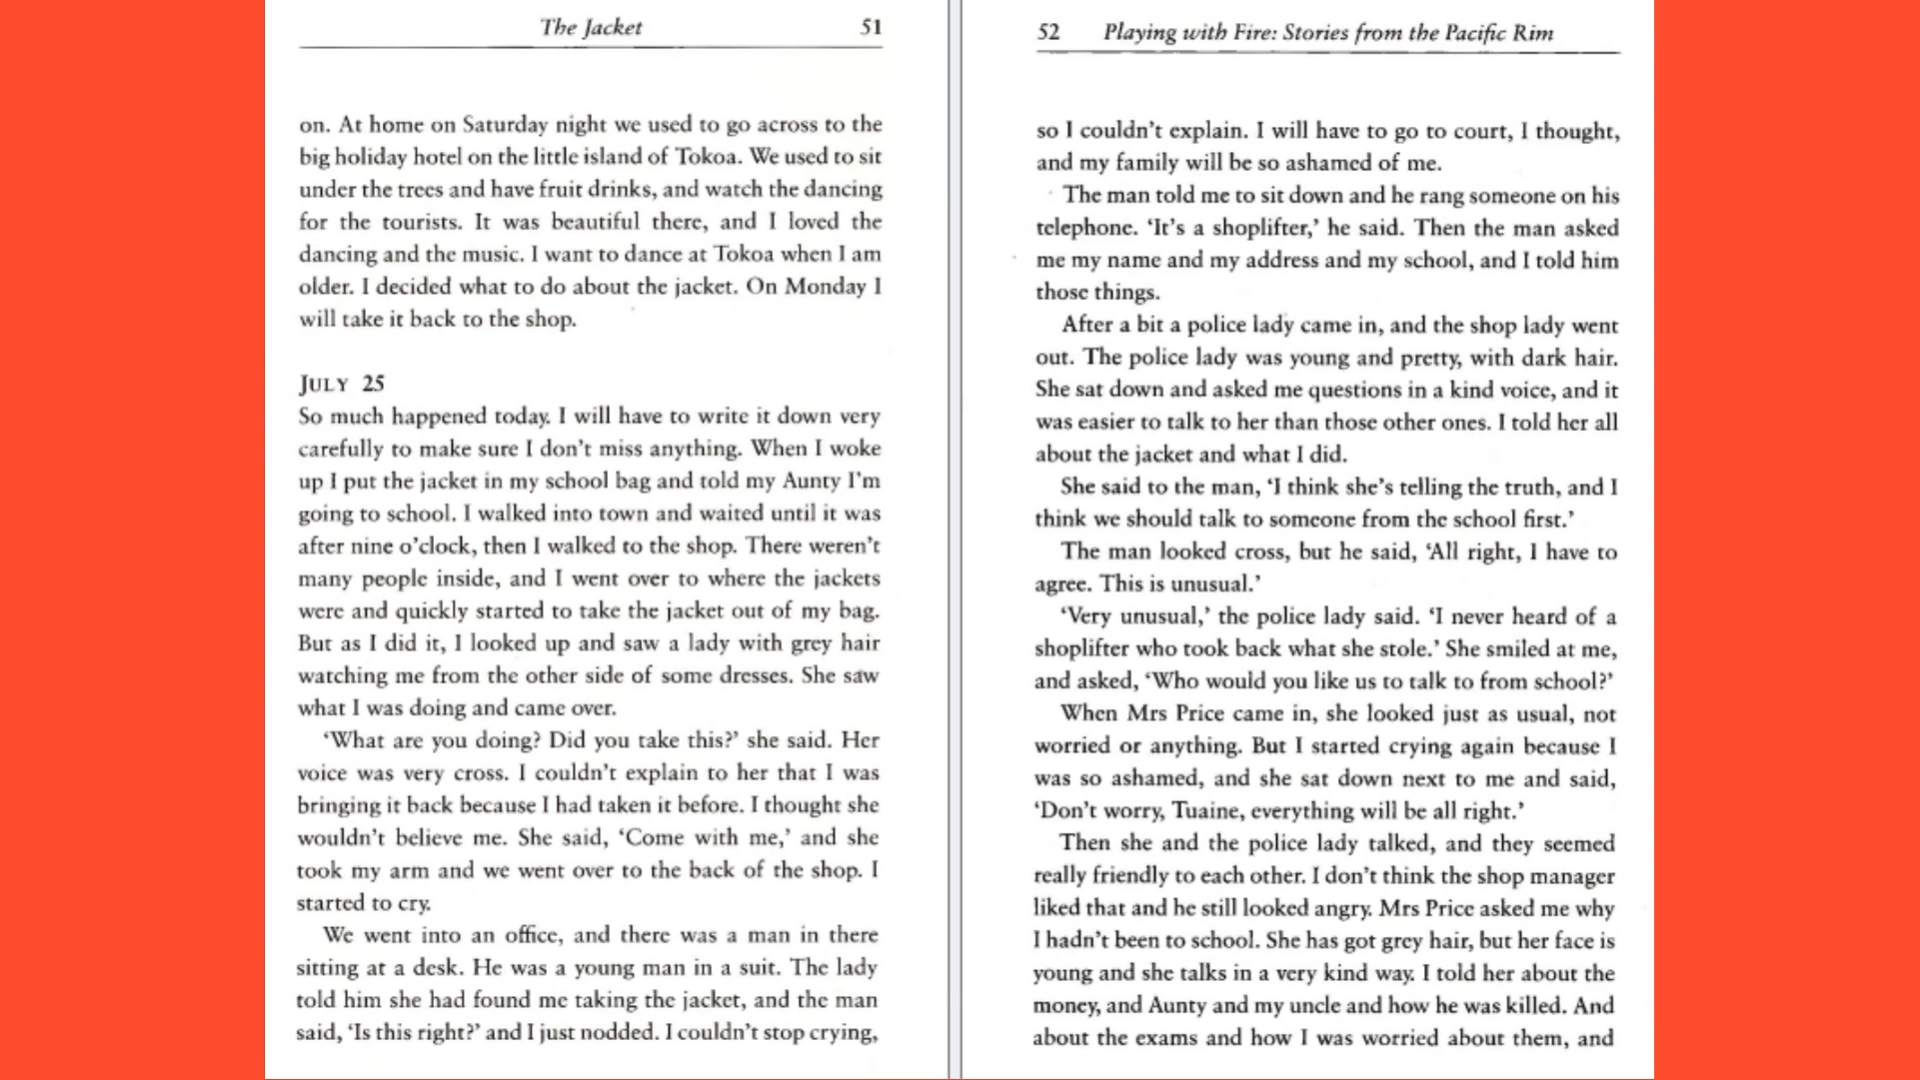 The Jacket 51
on. At home on Saturday night we used to go across to the
big holiday hotel on the little island of Tokoa. We used to sit
under the trees and have fruit drinks, and watch the dancing
for the tourists. It was beautiful there, and I loved the
dancing and the music. I want to dance at Tokoa when I am
older. I decided what to do about the jacket. On Monday I
will take it back to the shop.
JULY 25
So much happened today. I will have to write it down very
carefully to make sure I don't miss anything. When I woke
up I put the jacket in my school bag and told my Aunty I'm
going to school. I walked into town and waited until it was
after nine o'clock, then I walked to the shop. There weren't
many people inside, and I went over to where the jackets
were and quickly started to take the jacket out of my bag.
But as I did it, I looked up and saw a lady with grey hair
watching me from the other side of some dresses. She saw
what I was doing and came over.
'What are you doing? Did you take this?' she said. Her
voice was very cross. I couldn't explain to her that I was
bringing it back because I had taken it before. I thought she
wouldn't believe me. She said, 'Come with me,' and she
took my arm and we went over to the back of the shop. I
started to cry.
We went into an office, and there was a man in there
sitting at a desk. He was a young man in a suit. The lady
told him she had found me taking the jacket, and the man
said, 'Is this right?' and I just nodded. I couldn't stop crying,
52 Playing with Fire: Stories from the Pacific Rim
so I couldn't explain. I will have to go to court, I thought,
and my family will be so ashamed of me.
The man told me to sit down and he rang someone on his
telephone. 'It's a shoplifter,' he said. Then the man asked
me my name and my address and my school, and I told him
those things.
After a bit a police lady came in, and the shop lady went
out. The police lady was young and pretty, with dark hair.
She sat down and asked me questions in a kind voice, and it
was easier to talk to her than those other ones. I told her all
about the jacket and what I did.
She said to the man, 'I think she's telling the truth, and I
think we should talk to someone from the school first.'
The man looked cross, but he said, 'All right, I have to
agree. This is unusual.'
'Very unusual,' the police lady said. 'I never heard of a
shoplifter who took back what she stole.' She smiled at me,
and asked, 'Who would you like us to talk to from school?'
When Mrs Price came in, she looked just as usual, not
worried or anything. But I started crying again because I
was so ashamed, and she sat down next to me and said,
'Don't worry, Tuaine, everything will be all right.'
Then she and the police lady talked, and they seemed
really friendly to each other. I don't think the shop manager
liked that and he still looked angry. Mrs Price asked me why
I hadn't been to school. She has got grey hair, but her face is
young and she talks in a very kind way. I told her about the
money, and Aunty and my uncle and how he was killed. And
about the exams and how I was worried about them, and